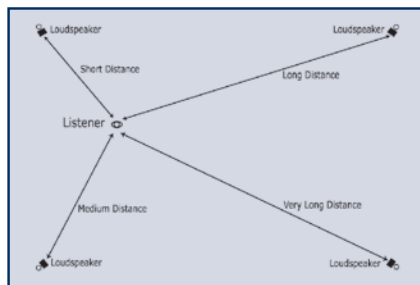 Loudspeaker
Loudspeaker
Short Distance
Long Distance
Listener
Medium Distance
Very Long Distance
Loudspeaker
Loudspeaker